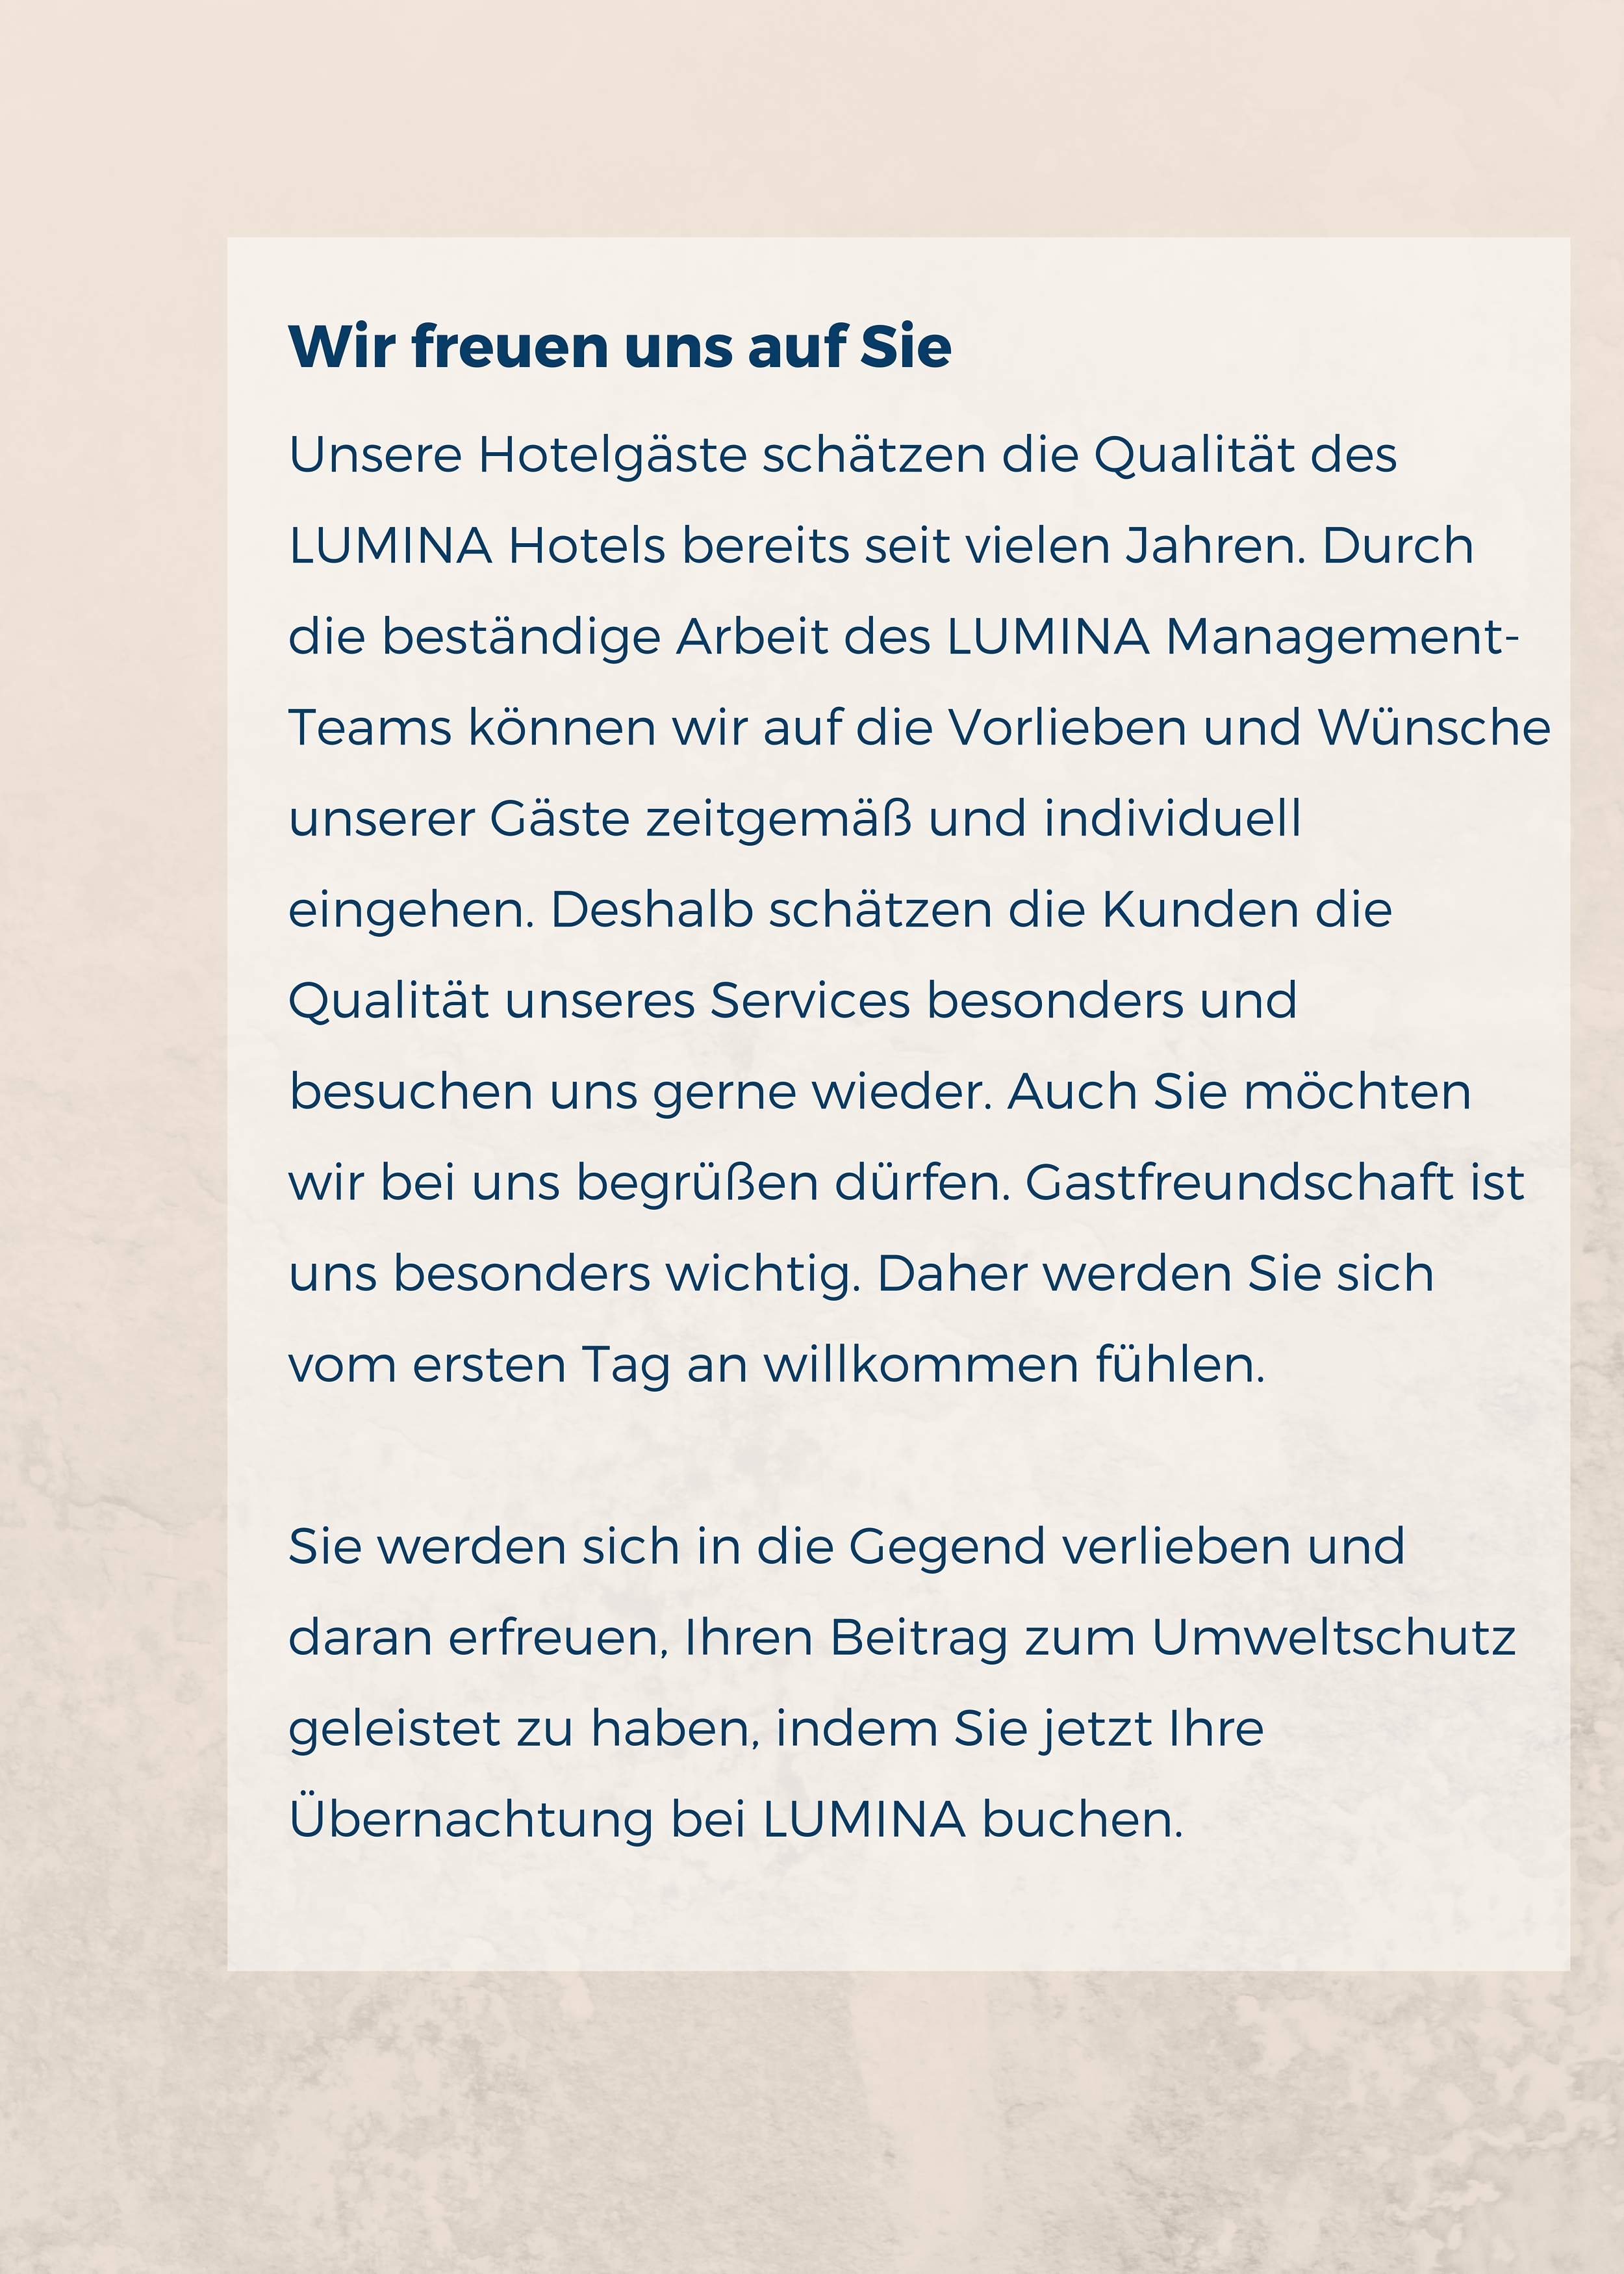 Wir freuen uns auf Sie
Unsere Hotelgäste schätzen die Qualität des
LUMINA Hotels bereits seit vielen Jahren. Durch
die beständige Arbeit des LUMINA Management-
Teams können wir auf die Vorlieben und Wünsche
unserer Gäste zeitgemäß und individuell
eingehen. Deshalb schätzen die Kunden die
Qualität unseres Services besonders und
besuchen uns gerne wieder. Auch Sie möchten
wir bei uns begrüßen dürfen. Gastfreundschaft ist
uns besonders wichtig. Daher werden Sie sich
vom ersten Tag an willkommen fühlen.
Sie werden sich in die Gegend verlieben und
daran erfreuen, Ihren Beitrag zum Umweltschutz
geleistet zu haben, indem Sie jetzt Ihre
Übernachtung bei LUMINA buchen.